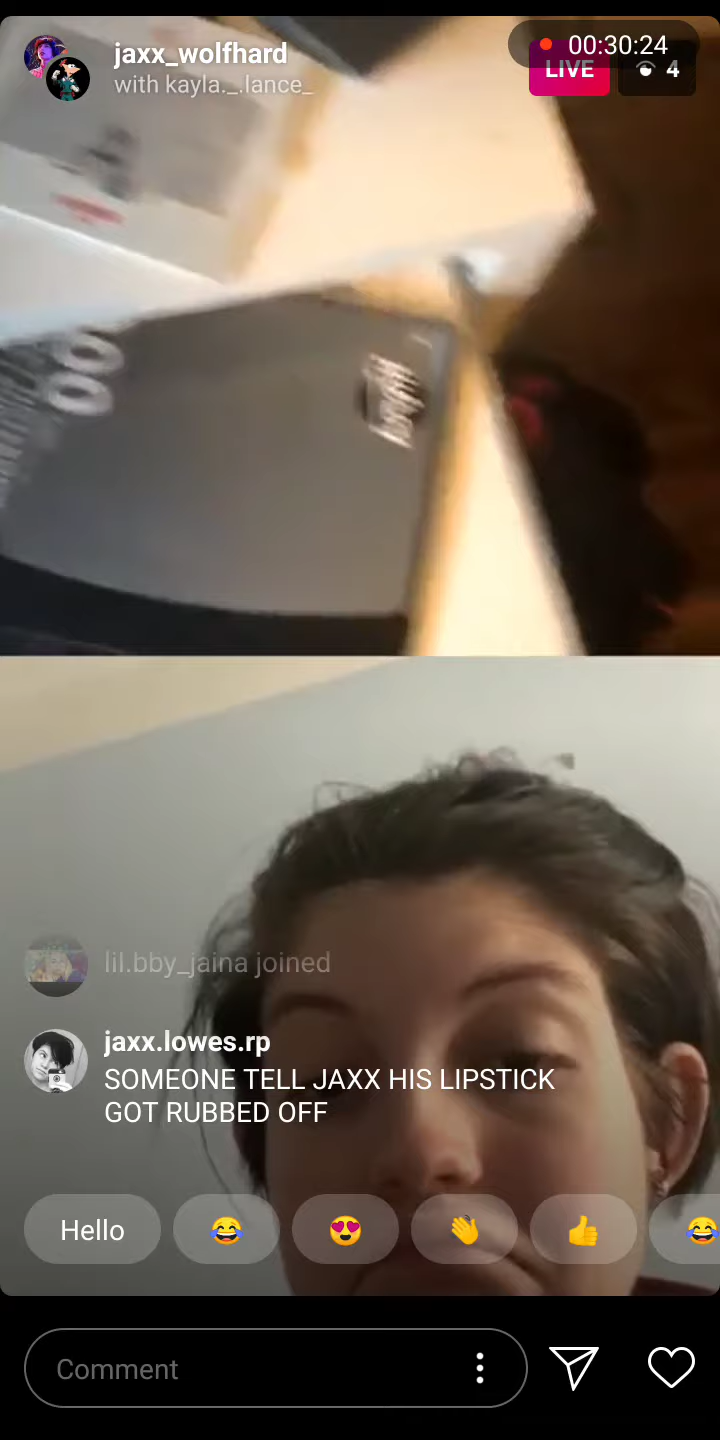 00:30:24
jaxx_wolfhard
LIVE
4
with kayla._.lance_
00
lil.bby_jaina joined
jaxx.lowes.rp
SOMEONE TELL JAXX HIS LIPSTICK
GOT RUBBED OFF
Hello
Comment